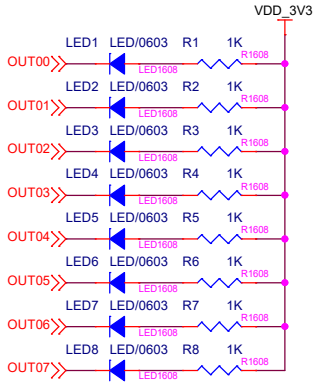 VDD_3V3
LED1 LED/0603 R1 1K
OUT00 LED1608 R1608
LED2 LED/0603 R2 1K
OUT01 LED1608 R1608
LED3 LED/0603 R3 1K
OUT02 LED1608 R1608
LED4 LED/0603 R4 1K
OUT03 LED1608 R1608
LED5 LED/0603 R5 1K
OUT04 LED1608 R1608
LED6 LED/0603 R6 1K
OUT05 LED1608 R1608
LED7 LED/0603 R7 1K
OUT06 LED1608 R1608
LED8 LED/0603 R8 1K
OUT07 LED1608 R1608